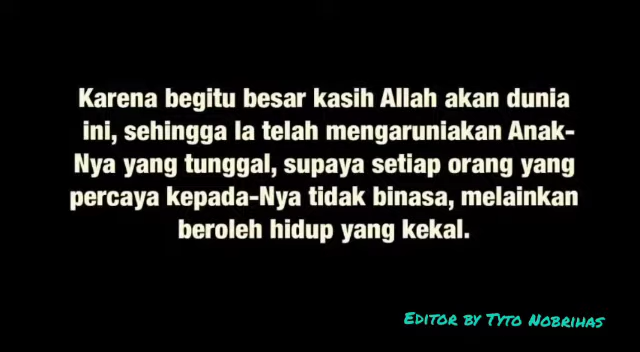 Karena begitu besar kasih Allah akan dunia
ini, sehingga Ia telah mengaruniakan Anak-
Nya yang tunggal, supaya setiap orang yang
percaya kepada-Nya tidak binasa, melainkan
beroleh hidup yang kekal.
Editor by Tyto Nobrihas